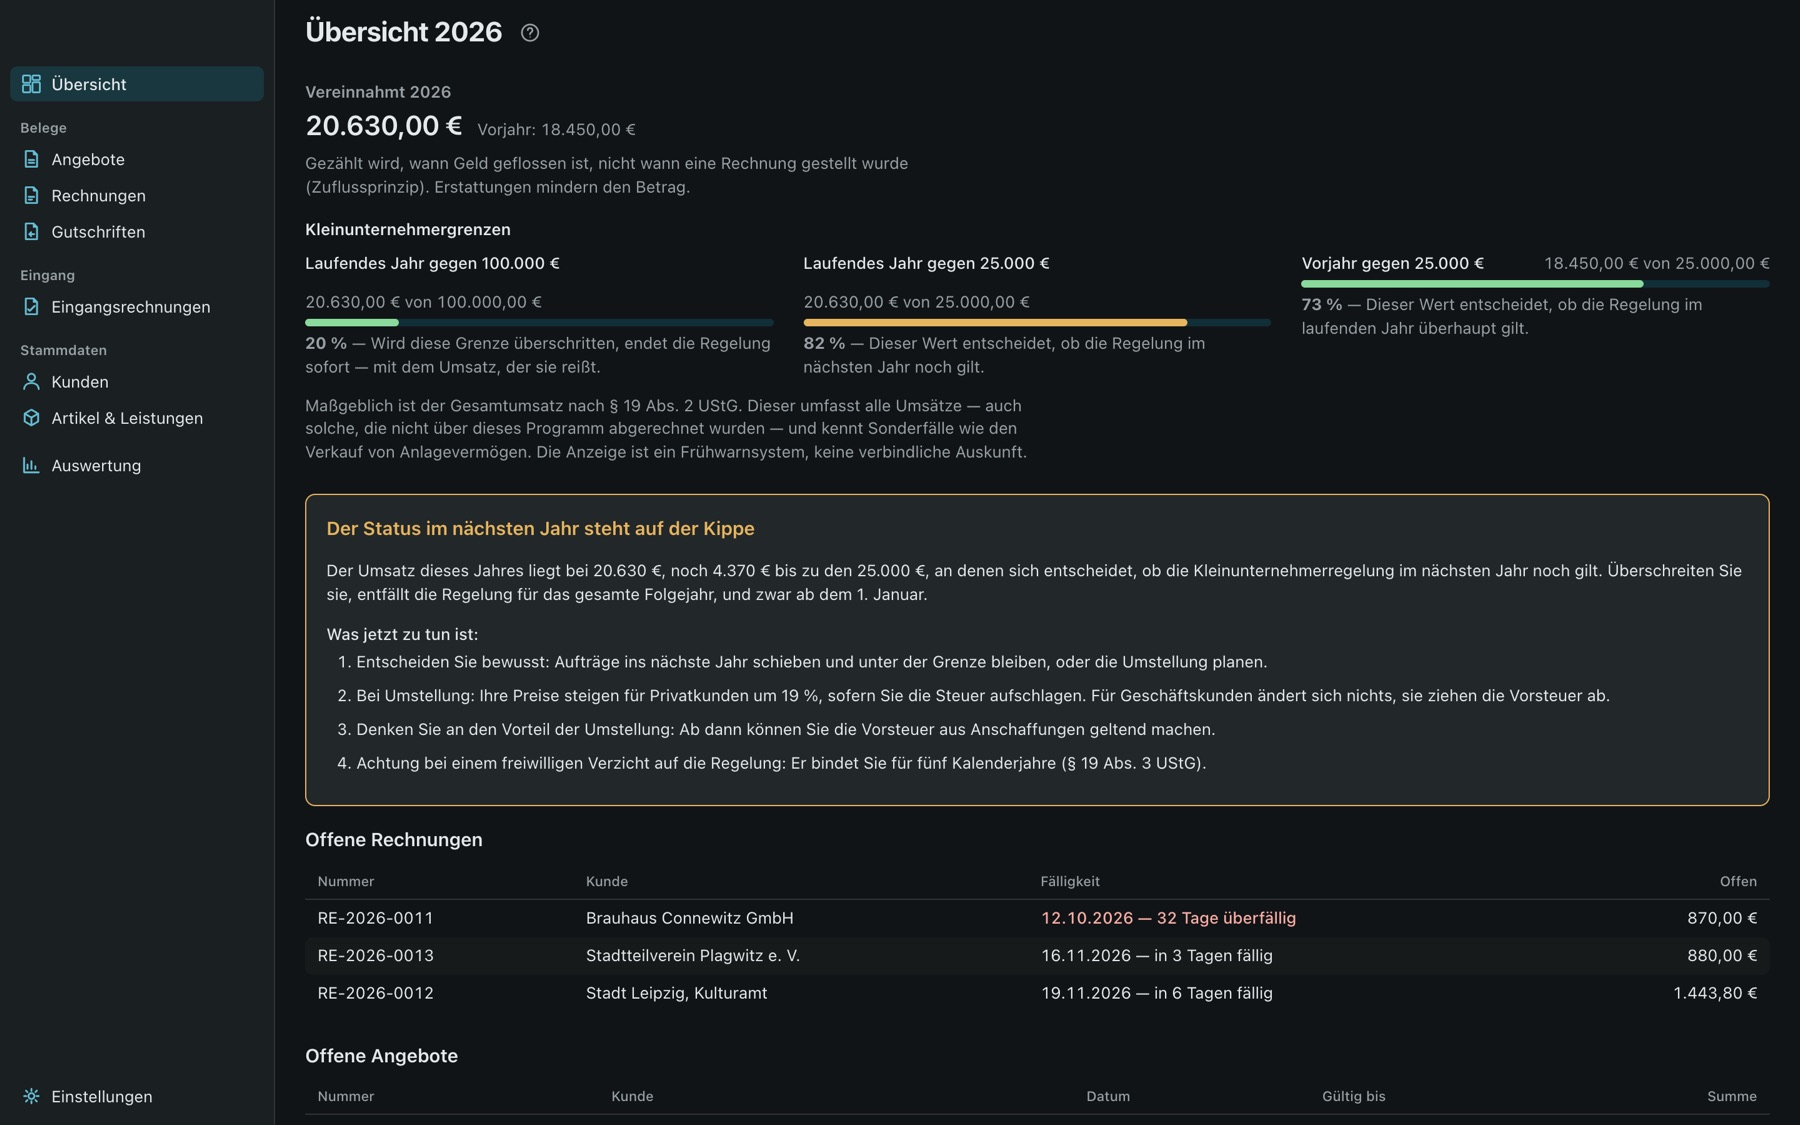 Übersicht 2026
Übersicht
Belege
Angebote
Rechnungen
Gutschriften
Eingang
Eingangsrechnungen
Stammdaten
Kunden
Artikel & Leistungen
Auswertung
Einstellungen
Vereinnahmt 2026
20.630,00 € Vorjahr: 18.450,00 €
Gezählt wird, wann Geld geflossen ist, nicht wann eine Rechnung gestellt wurde
(Zuflussprinzip). Erstattungen mindern den Betrag.
Kleinunternehmergrenzen
Laufendes Jahr gegen 100.000 €
20.630,00 € von 100.000,00 €
20 % — Wird diese Grenze überschritten, endet die Regelung
sofort — mit dem Umsatz, der sie reißt.
Laufendes Jahr gegen 25.000 €
20.630,00 € von 25.000,00 €
82 % — Dieser Wert entscheidet, ob die Regelung im
nächsten Jahr noch gilt.
Vorjahr gegen 25.000 € 18.450,00 € von 25.000,00 €
73 % — Dieser Wert entscheidet, ob die Regelung im
laufenden Jahr überhaupt gilt.
Maßgeblich ist der Gesamtumsatz nach § 19 Abs. 2 UStG. Dieser umfasst alle Umsätze — auch
solche, die nicht über dieses Programm abgerechnet wurden — und kennt Sonderfälle wie den
Verkauf von Anlagevermögen. Die Anzeige ist ein Frühwarnsystem, keine verbindliche Auskunft.
Der Status im nächsten Jahr steht auf der Kippe
Der Umsatz dieses Jahres liegt bei 20.630 €, noch 4.370 € bis zu den 25.000 €, an denen sich entscheidet, ob die Kleinunternehmerregelung im nächsten Jahr noch gilt. Überschreiten Sie
sie, entfällt die Regelung für das gesamte Folgejahr, und zwar ab dem 1. Januar.
Was jetzt zu tun ist:
1. Entscheiden Sie bewusst: Aufträge ins nächste Jahr schieben und unter der Grenze bleiben, oder die Umstellung planen.
2. Bei Umstellung: Ihre Preise steigen für Privatkunden um 19 %, sofern Sie die Steuer aufschlagen. Für Geschäftskunden ändert sich nichts, sie ziehen die Vorsteuer ab.
3. Denken Sie an den Vorteil der Umstellung: Ab dann können Sie die Vorsteuer aus Anschaffungen geltend machen.
4. Achtung bei einem freiwilligen Verzicht auf die Regelung: Er bindet Sie für fünf Kalenderjahre (§ 19 Abs. 3 UStG).
Offene Rechnungen
Nummer Kunde Fälligkeit Offen
RE-2026-0011 Brauhaus Connewitz GmbH 12.10.2026 — 32 Tage überfällig 870,00 €
RE-2026-0013 Stadtteilverein Plagwitz e. V. 16.11.2026 — in 3 Tagen fällig 880,00 €
RE-2026-0012 Stadt Leipzig, Kulturamt 19.11.2026 — in 6 Tagen fällig 1.443,80 €
Offene Angebote
Nummer Kunde Datum Gültig bis Summe